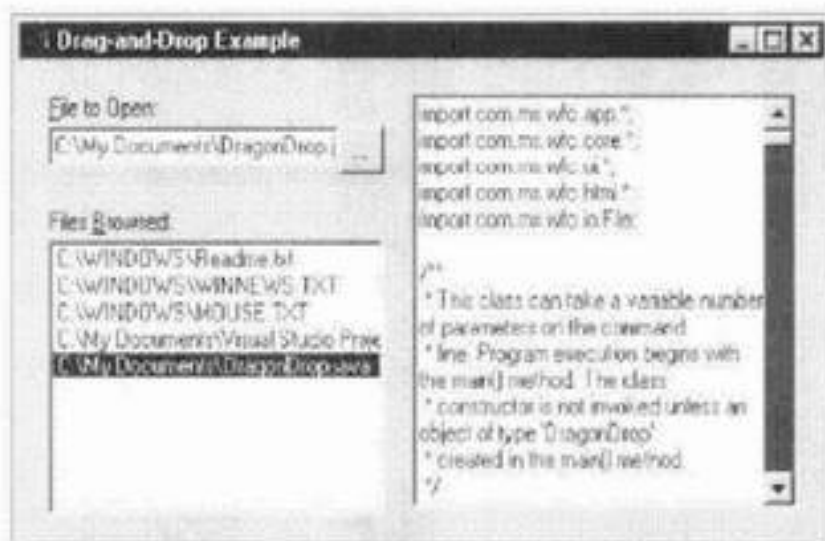 Drag-and-Drop Example
File to Open:
C:\My Documents\DragonDrop.j
...
Files Browsed:
C:\WINDOWS\Readme.txt
C:\WINDOWS\WINNEWS.TXT
C:\WINDOWS\MOUSE.TXT
C:\My Documents\Visual Studio Proje
C:\My Documents\DragonDrop.java
import com.ms.wfc.app.*;
import com.ms.wfc.core.*;
import com.ms.wfc.ui.*;
import com.ms.wfc.html.*;
import com.ms.wfc.io.File;
/**
* This class can take a variable number
of parameters on the command
* line. Program execution begins with
the main() method. The class
* constructor is not invoked unless an
object of type 'DragonDrop'
* created in the main() method.
*/